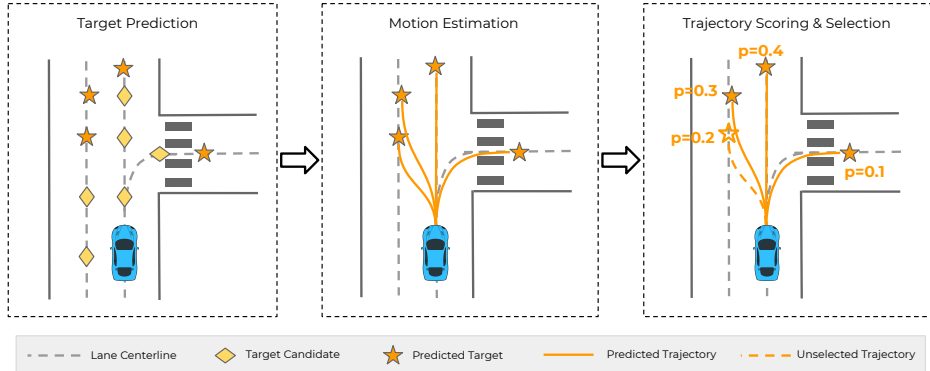 Target Prediction
Motion Estimation
Trajectory Scoring & Selection
p=0.4
p=0.3
p=0.2
p=0.1
Lane Centerline
Target Candidate
Predicted Target
Predicted Trajectory
Unselected Trajectory